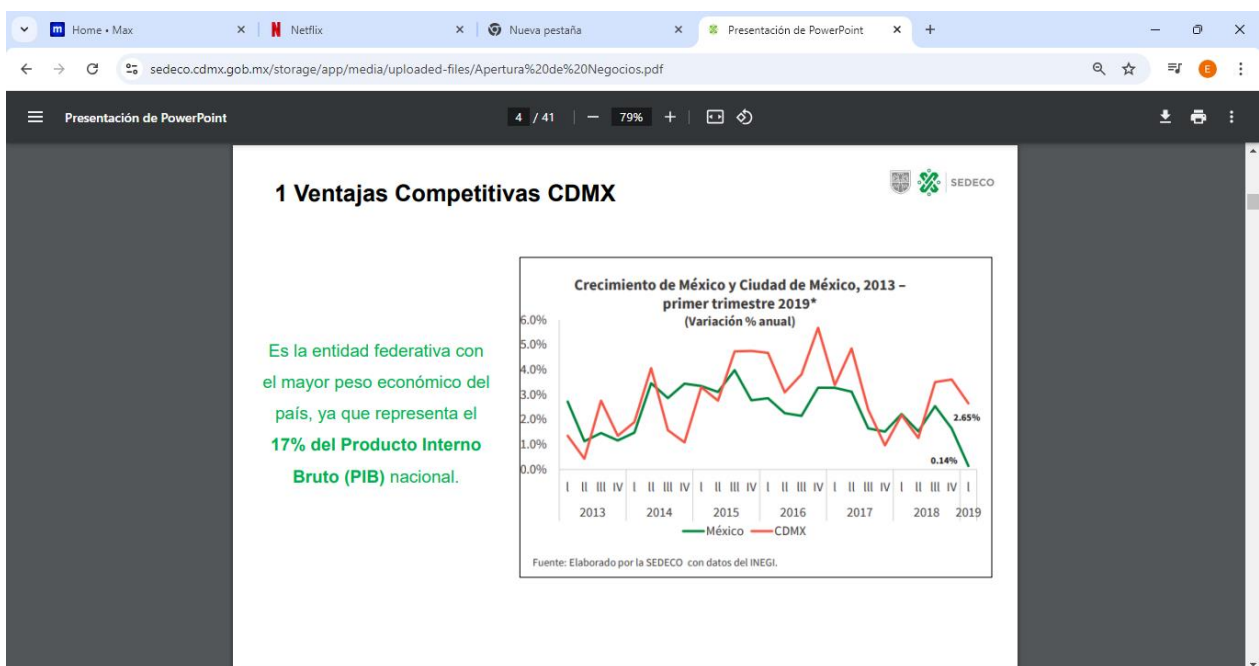 Home • Max
Netflix
Nueva pestaña
Presentación de PowerPoint
sedeco.cdmx.gob.mx/storage/app/media/uploaded-files/Apertura%20de%20Negocios.pdf
E
Presentación de PowerPoint
4 / 41
79%
1 Ventajas Competitivas CDMX
SEDECO
Es la entidad federativa con
el mayor peso económico del
país, ya que representa el
17% del Producto Interno
Bruto (PIB) nacional.
Crecimiento de México y Ciudad de México, 2013 –
primer trimestre 2019*
(Variación % anual)
6.0%
5.0%
4.0%
3.0%
2.0%
1.0%
0.0%
2.65%
0.14%
I II III IV I II III IV I II III IV I II III IV I II III IV I II III IV I
2013 2014 2015 2016 2017 2018 2019
México CDMX
Fuente: Elaborado por la SEDECO con datos del INEGI.